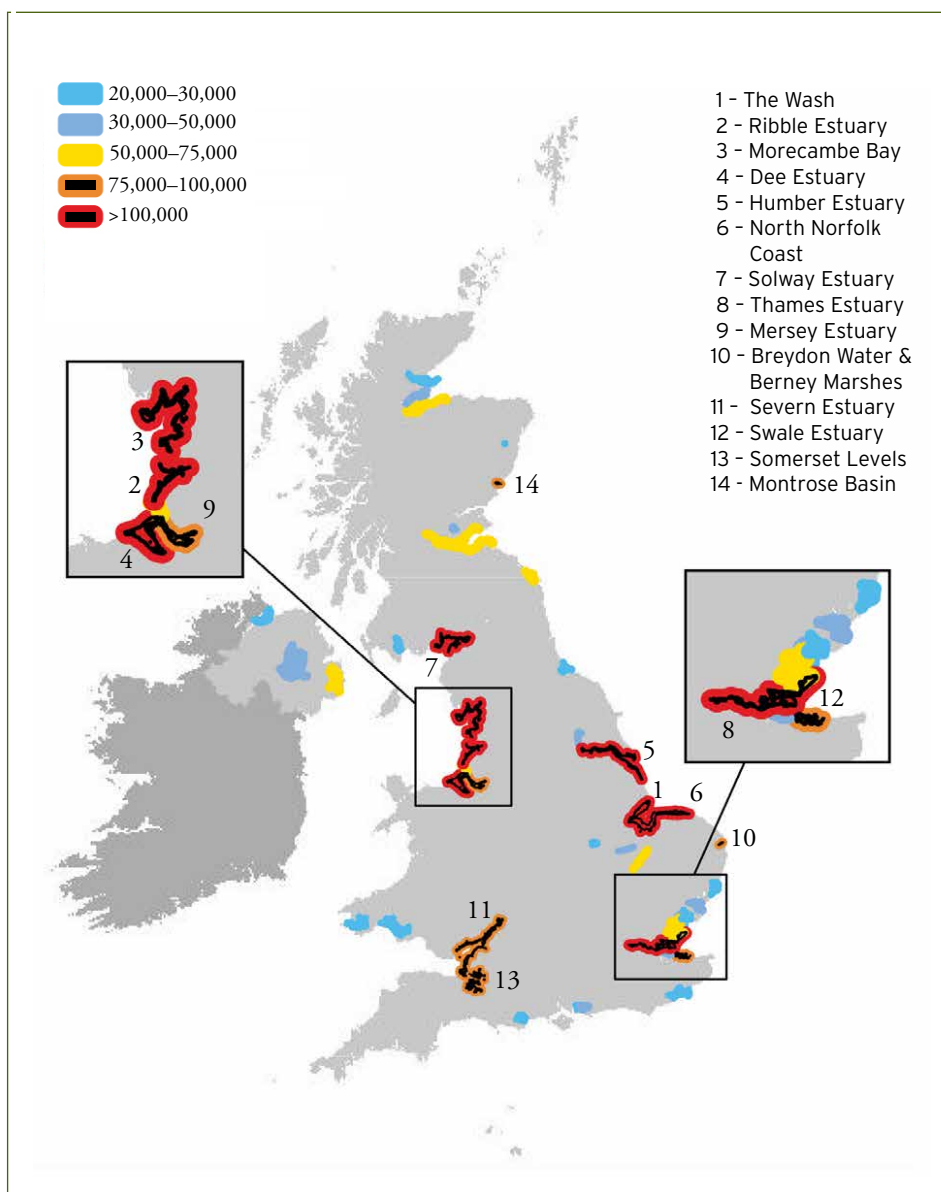 20,000–30,000
30,000–50,000
50,000–75,000
75,000–100,000
>100,000
1 – The Wash
2 – Ribble Estuary
3 – Morecambe Bay
4 – Dee Estuary
5 – Humber Estuary
6 – North Norfolk
Coast
7 – Solway Estuary
8 – Thames Estuary
9 – Mersey Estuary
10 – Breydon Water &
Berney Marshes
11 – Severn Estuary
12 – Swale Estuary
13 – Somerset Levels
14 - Montrose Basin
3
2
9
4
14
7
12
8
5
1
6
10
11
13